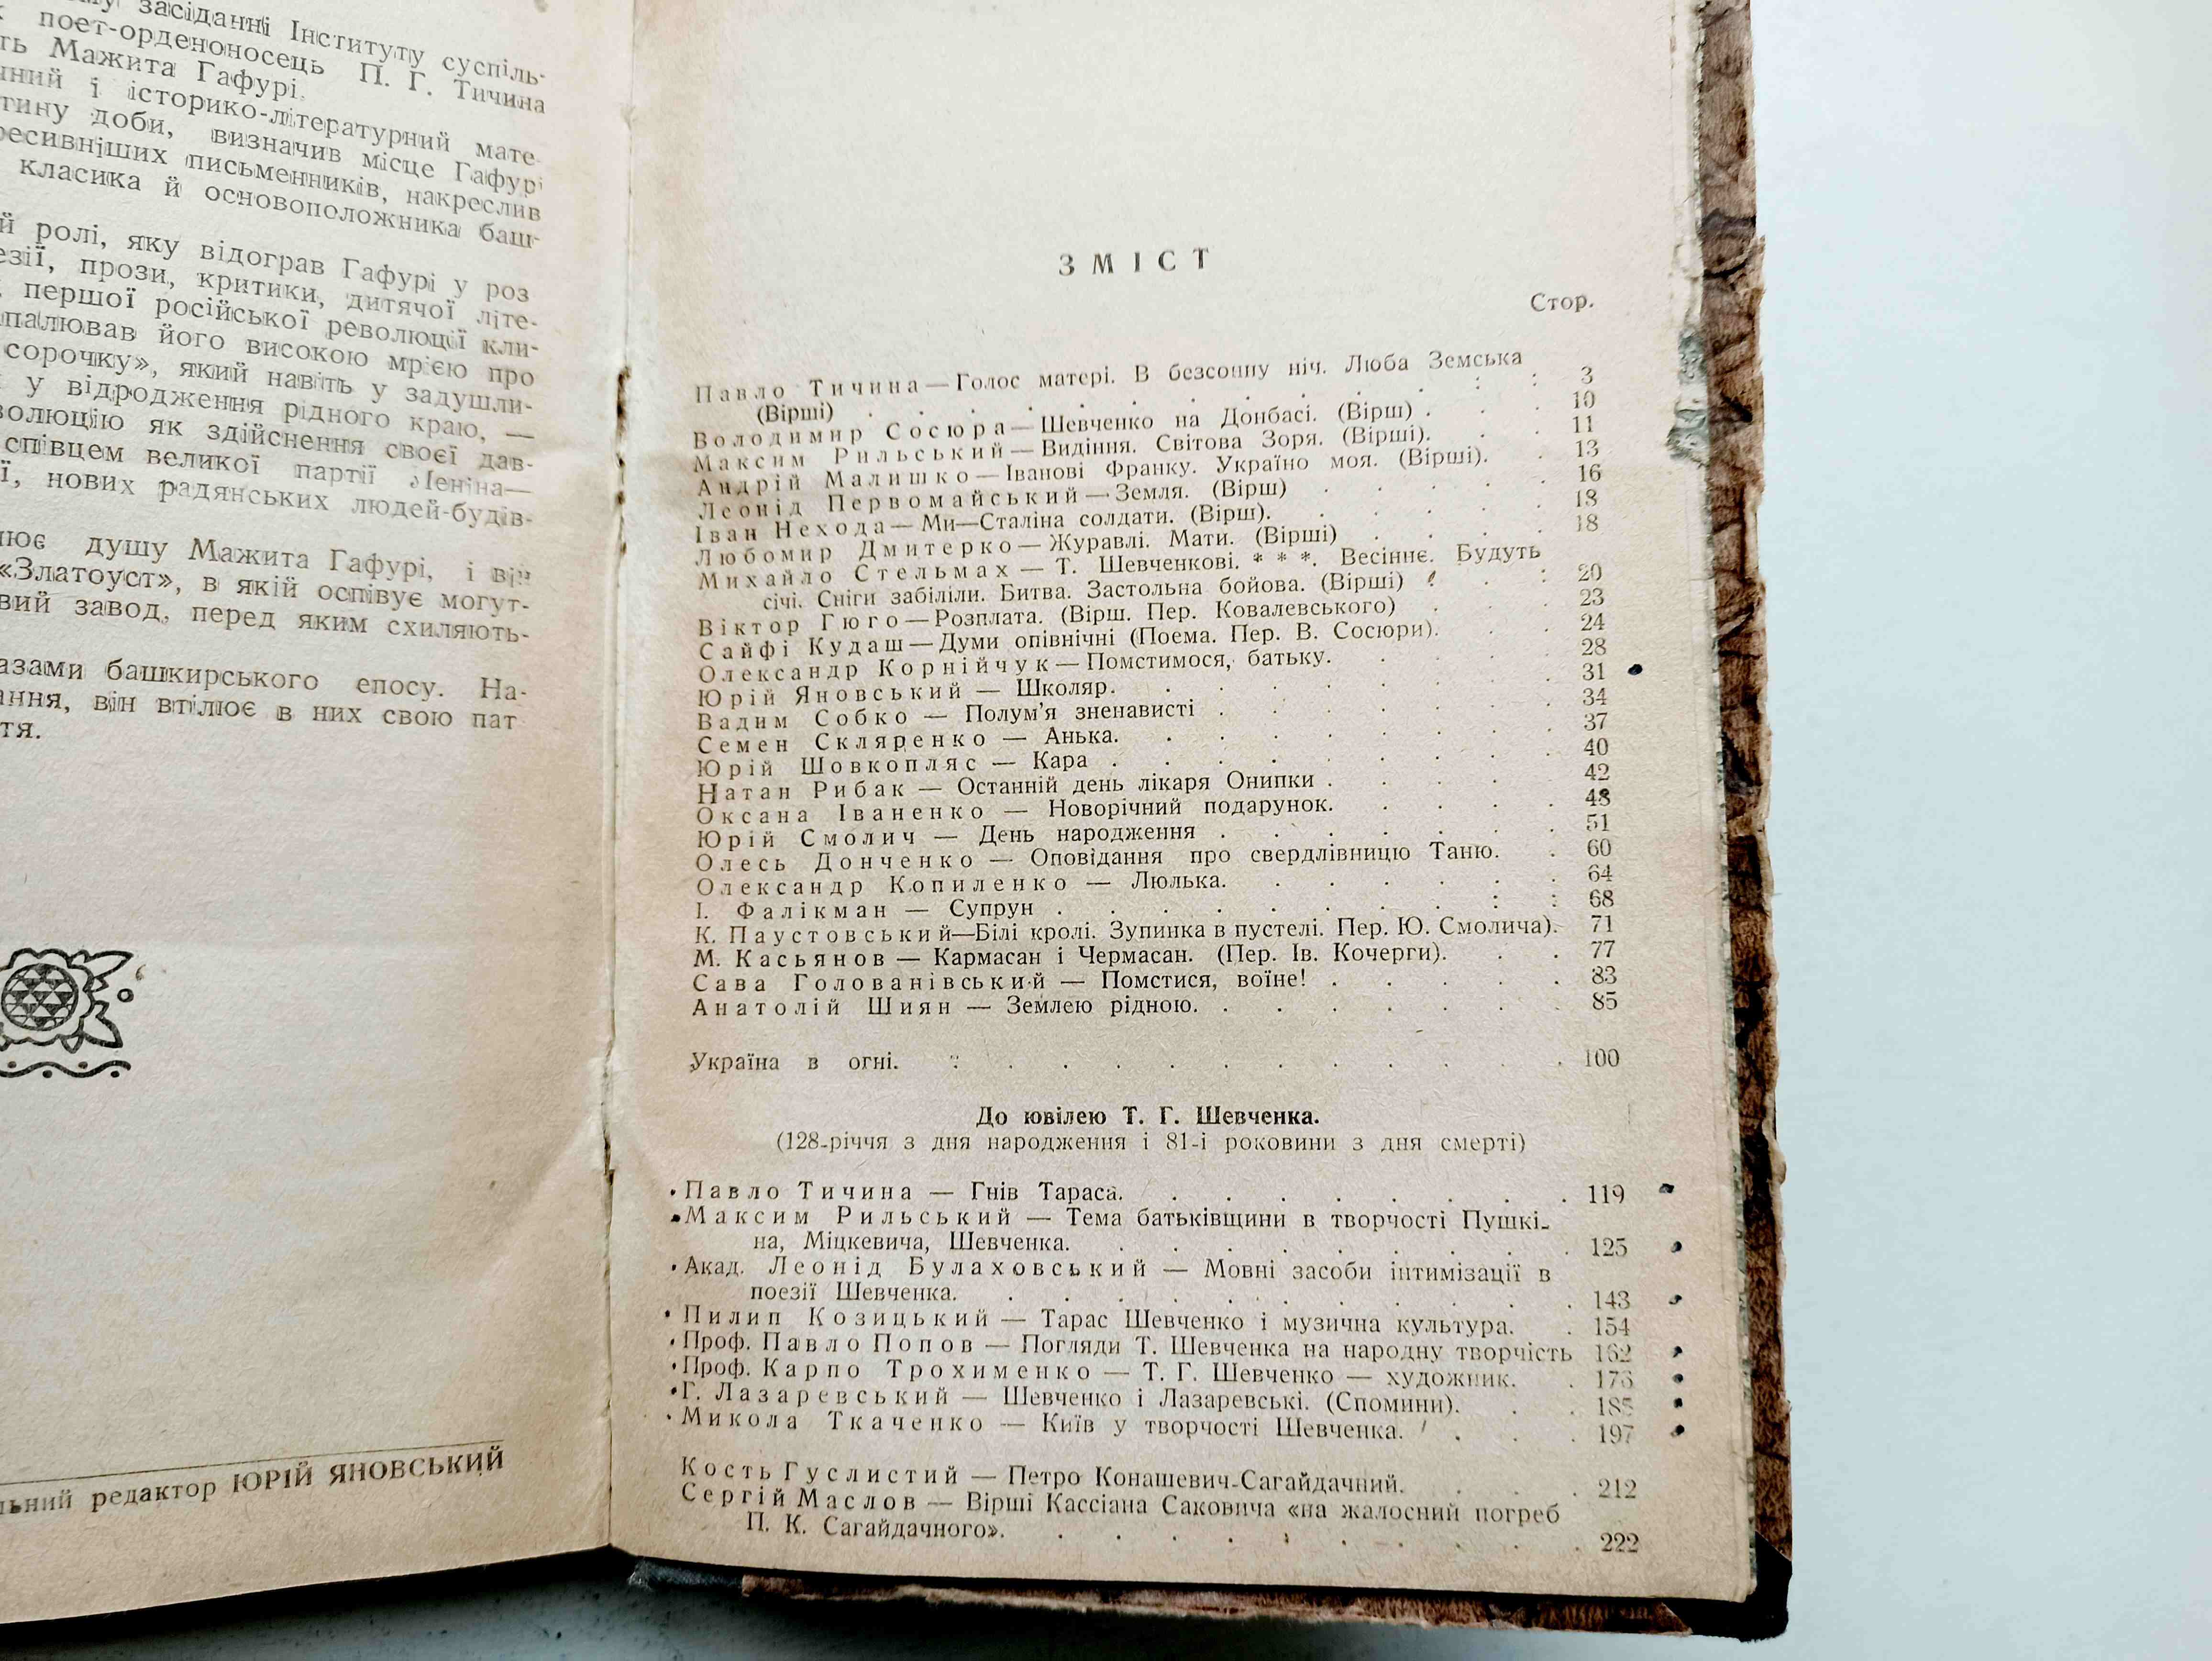 засіданні Інституту суспіль-
поет-орденоносець П. Г. Тичина
Мажита Гафурі.
і історико-літературний мате-
доби, визначив місце Гафурі
письменників, накреслив
класика й основоположника баш-
ролі, яку відограв Гафурі у роз
прози, критики, дитячої літе-
першої російської революції кли-
його високою мрією про
сорочку», який навіть у задушли-
у відродження рідного краю, —
як здійснення своєї дав-
співцем великої партії Леніна—
нових радянських людей-будів-
душу Мажита Гафурі, і він
«Златоуст», в якій оспівує могут-
завод, перед яким схиляють-
башкирського епосу. На-
він втілює в них свою пат
редактор ЮРІЙ ЯНОВСЬКИЙ
ЗМІСТ
Стор.
Павло Тичина — Голос матері. В безсонну ніч. Люба Земська
(Вірші) . . . . . 3
Володимир Сосюра — Шевченко на Донбасі. (Вірш) . . . 10
Максим Рильський — Видіння. Світова Зоря. (Вірші). . . 11
Андрій Малишко — Іванові Франку. Україно моя. (Вірші). . 13
Леонід Первомайський — Земля. (Вірш) . . . 16
Іван Нехода — Ми—Сталіна солдати. (Вірш). . . . 18
Любомир Дмитерко — Журавлі. Мати. (Вірші) . . . 18
Михайло Стельмах — Т. Шевченкові. * * *. Весіннє. Будуть
січі. Сніги забіліли. Битва. Застольна бойова. (Вірші) . . 20
Віктор Гюго — Розплата. (Вірш. Пер. Ковалевського) . . 23
Сайфі Кудаш — Думи опівнічні (Поема. Пер. В. Сосюри). . . 24
Олександр Корнійчук — Помстимося, батьку. . . . 28
Юрій Яновський — Школяр. . . . . 31
Вадим Собко — Полум'я зненависті . . . . 34
Семен Скляренко — Анька. . . . . 37
Юрій Шовкопляс — Кара . . . . 40
Натан Рибак — Останній день лікаря Онипки . . . . 42
Оксана Іваненко — Новорічний подарунок. . . . 48
Юрій Смолич — День народження . . . . 51
Олесь Донченко — Оповідання про свердлівницю Таню. . 60
Олександр Копиленко — Люлька. . . . . 64
І. Фалікман — Супрун . . . . . 68
К. Паустовський—Білі кролі. Зупинка в пустелі. Пер. Ю. Смолича). 71
М. Касьянов — Кармасан і Чермасан. (Пер. Ів. Кочерги). . . 77
Сава Голованівський — Помстися, воїне! . . . . 83
Анатолій Шиян — Землею рідною. . . . . 85
Україна в огні. . . . . . 100
До ювілею Т. Г. Шевченка.
(128-річчя з дня народження і 81-і роковини з дня смерті)
Павло Тичина — Гнів Тараса. . . . . 119
Максим Рильський — Тема батьківщини в творчості Пушкі-
на, Міцкевича, Шевченка. . . . . 125
Акад. Леонід Булаховський — Мовні засоби інтимізації в
поезії Шевченка. . . . . 143
Пилип Козицький — Тарас Шевченко і музична культура. . 154
Проф. Павло Попов — Погляди Т. Шевченка на народну творчість 162
Проф. Карпо Трохименко — Т. Г. Шевченко — художник. .
Г. Лазаревський — Шевченко і Лазаревські. (Спомини). . . 185
Микола Ткаченко — Київ у творчості Шевченка. . . . 197
Кость Гуслистий — Петро Конашевич-Сагайдачний. . . . 212
Сергій Маслов — Вірші Кассіана Саковича «на жалосний погреб
П. К. Сагайдачного». . . . . 222